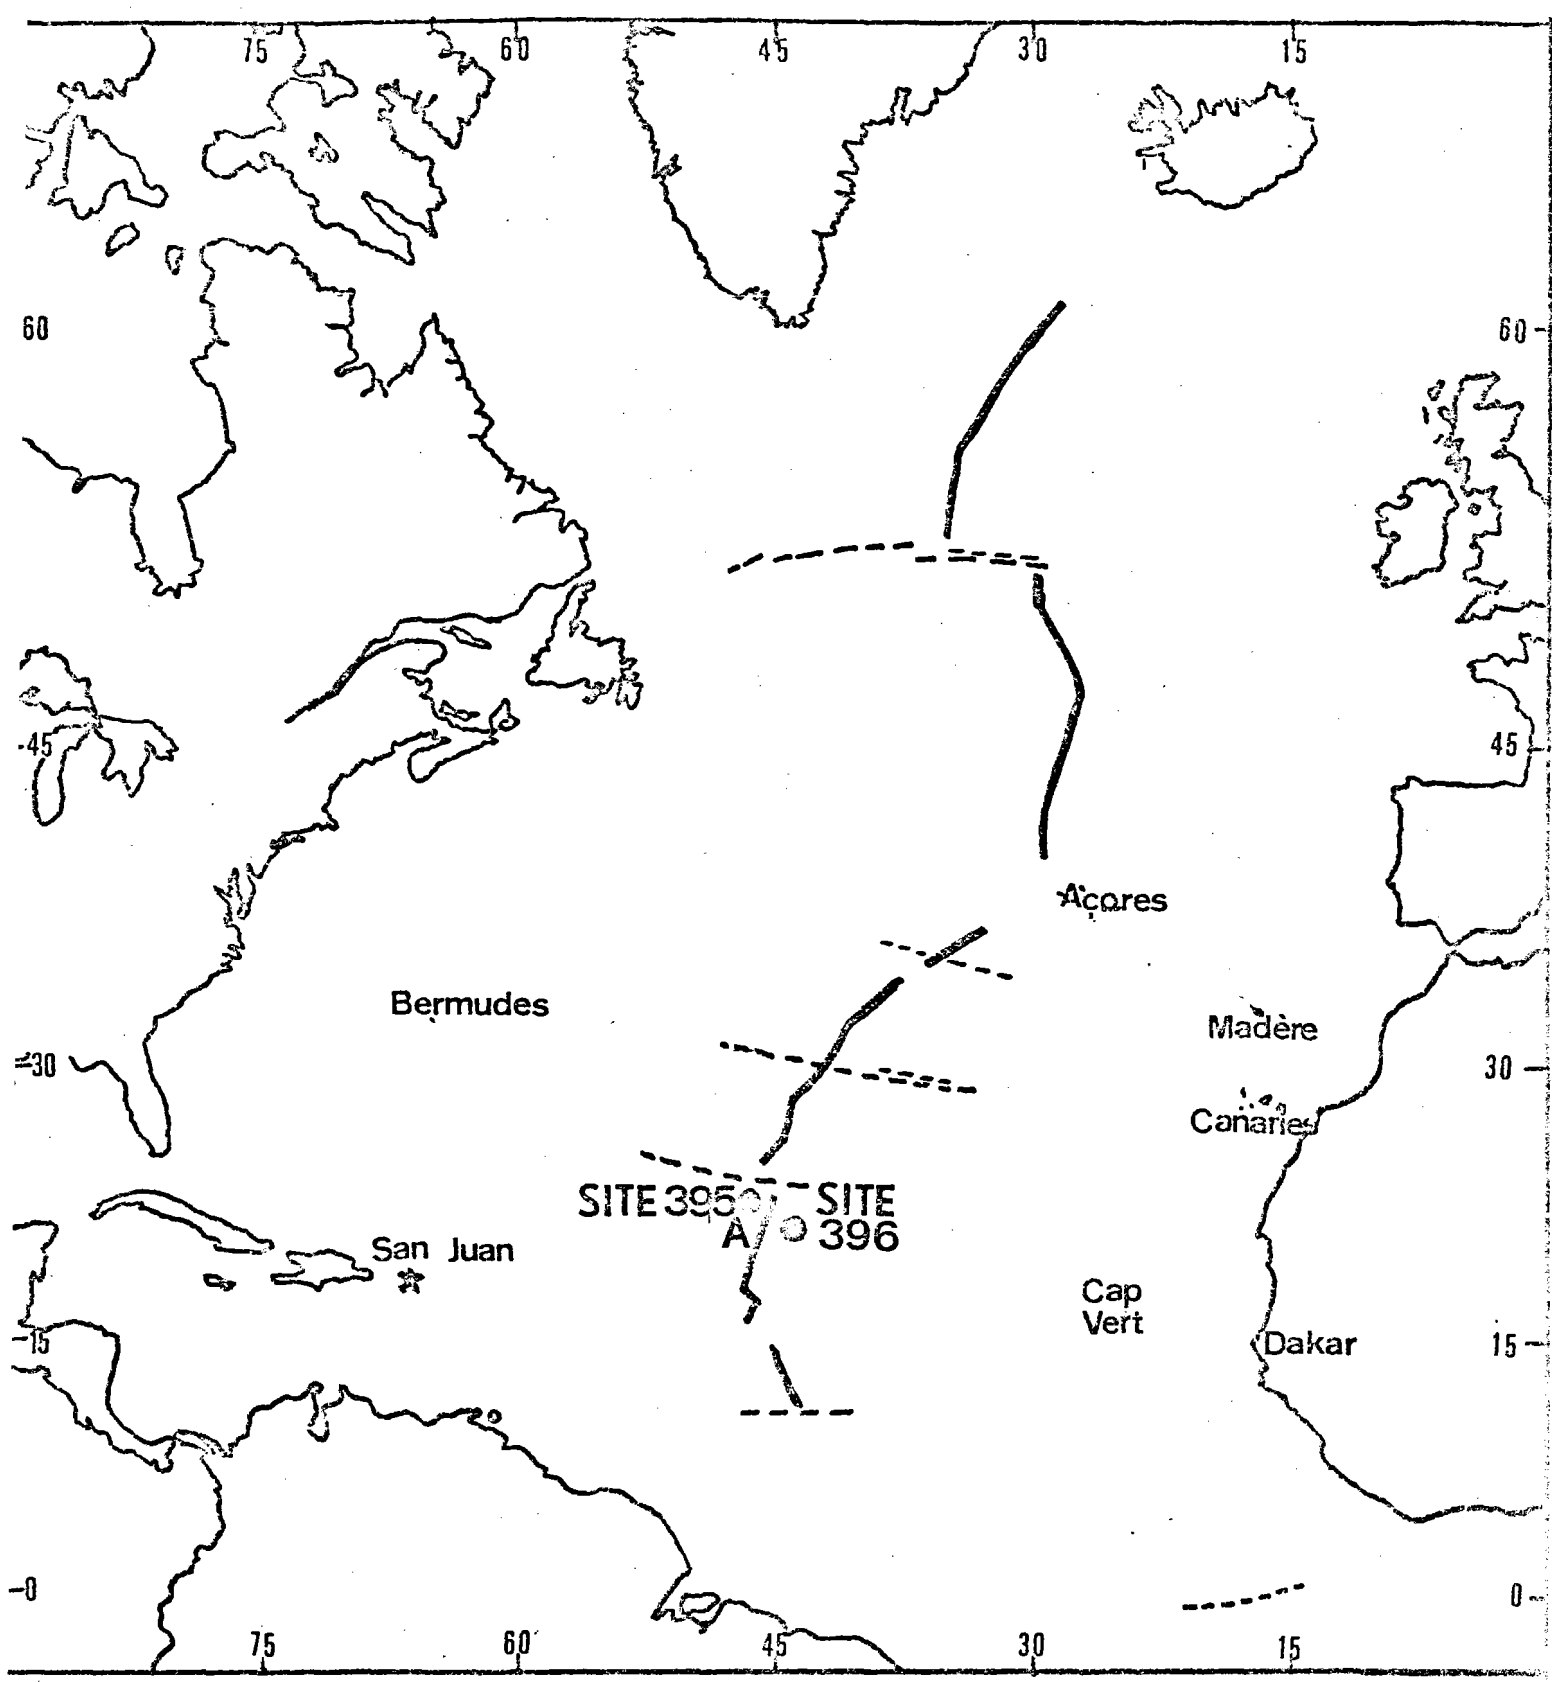 75 60 45 30 15
60 60
-45 45
Açores
Bermudes
Madère
30 30
Canaries
SITE 395 SITE
A 396
San Juan
Cap
Vert
15 Dakar 15
0 0
75 60 45 30 15